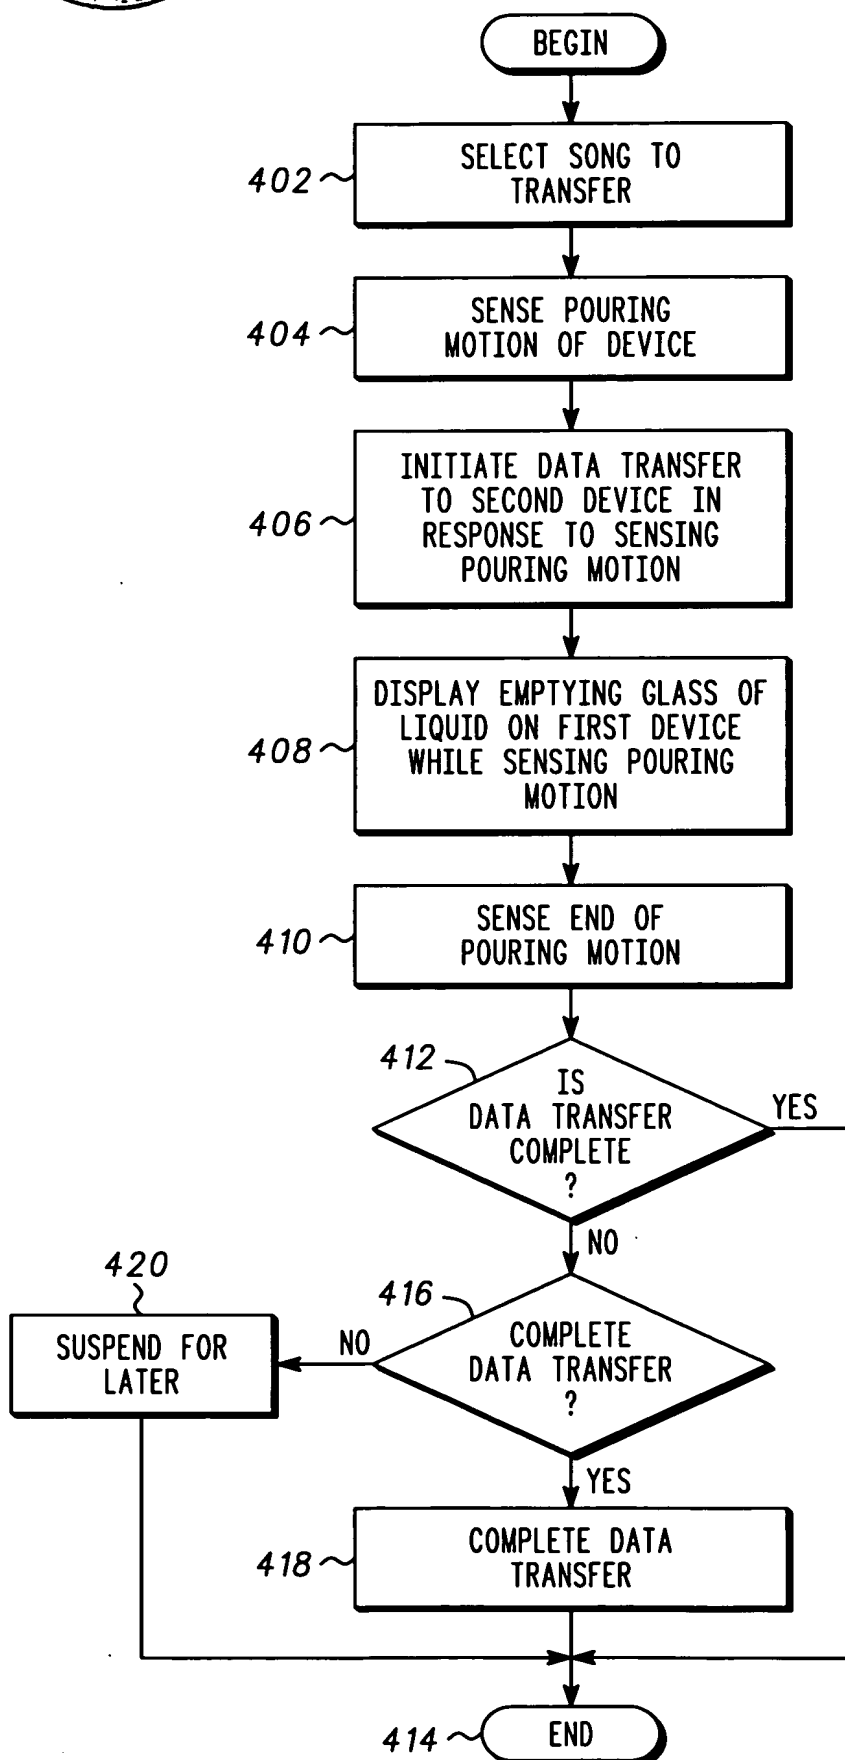 BEGIN
402
SELECT SONG TO
TRANSFER
404
SENSE POURING
MOTION OF DEVICE
406
INITIATE DATA TRANSFER
TO SECOND DEVICE IN
RESPONSE TO SENSING
POURING MOTION
408
DISPLAY EMPTYING GLASS OF
LIQUID ON FIRST DEVICE
WHILE SENSING POURING
MOTION
410
SENSE END OF
POURING MOTION
412
IS
DATA TRANSFER
COMPLETE
?
YES
NO
420
SUSPEND FOR
LATER
NO
416
COMPLETE
DATA TRANSFER
?
YES
418
COMPLETE DATA
TRANSFER
414
END